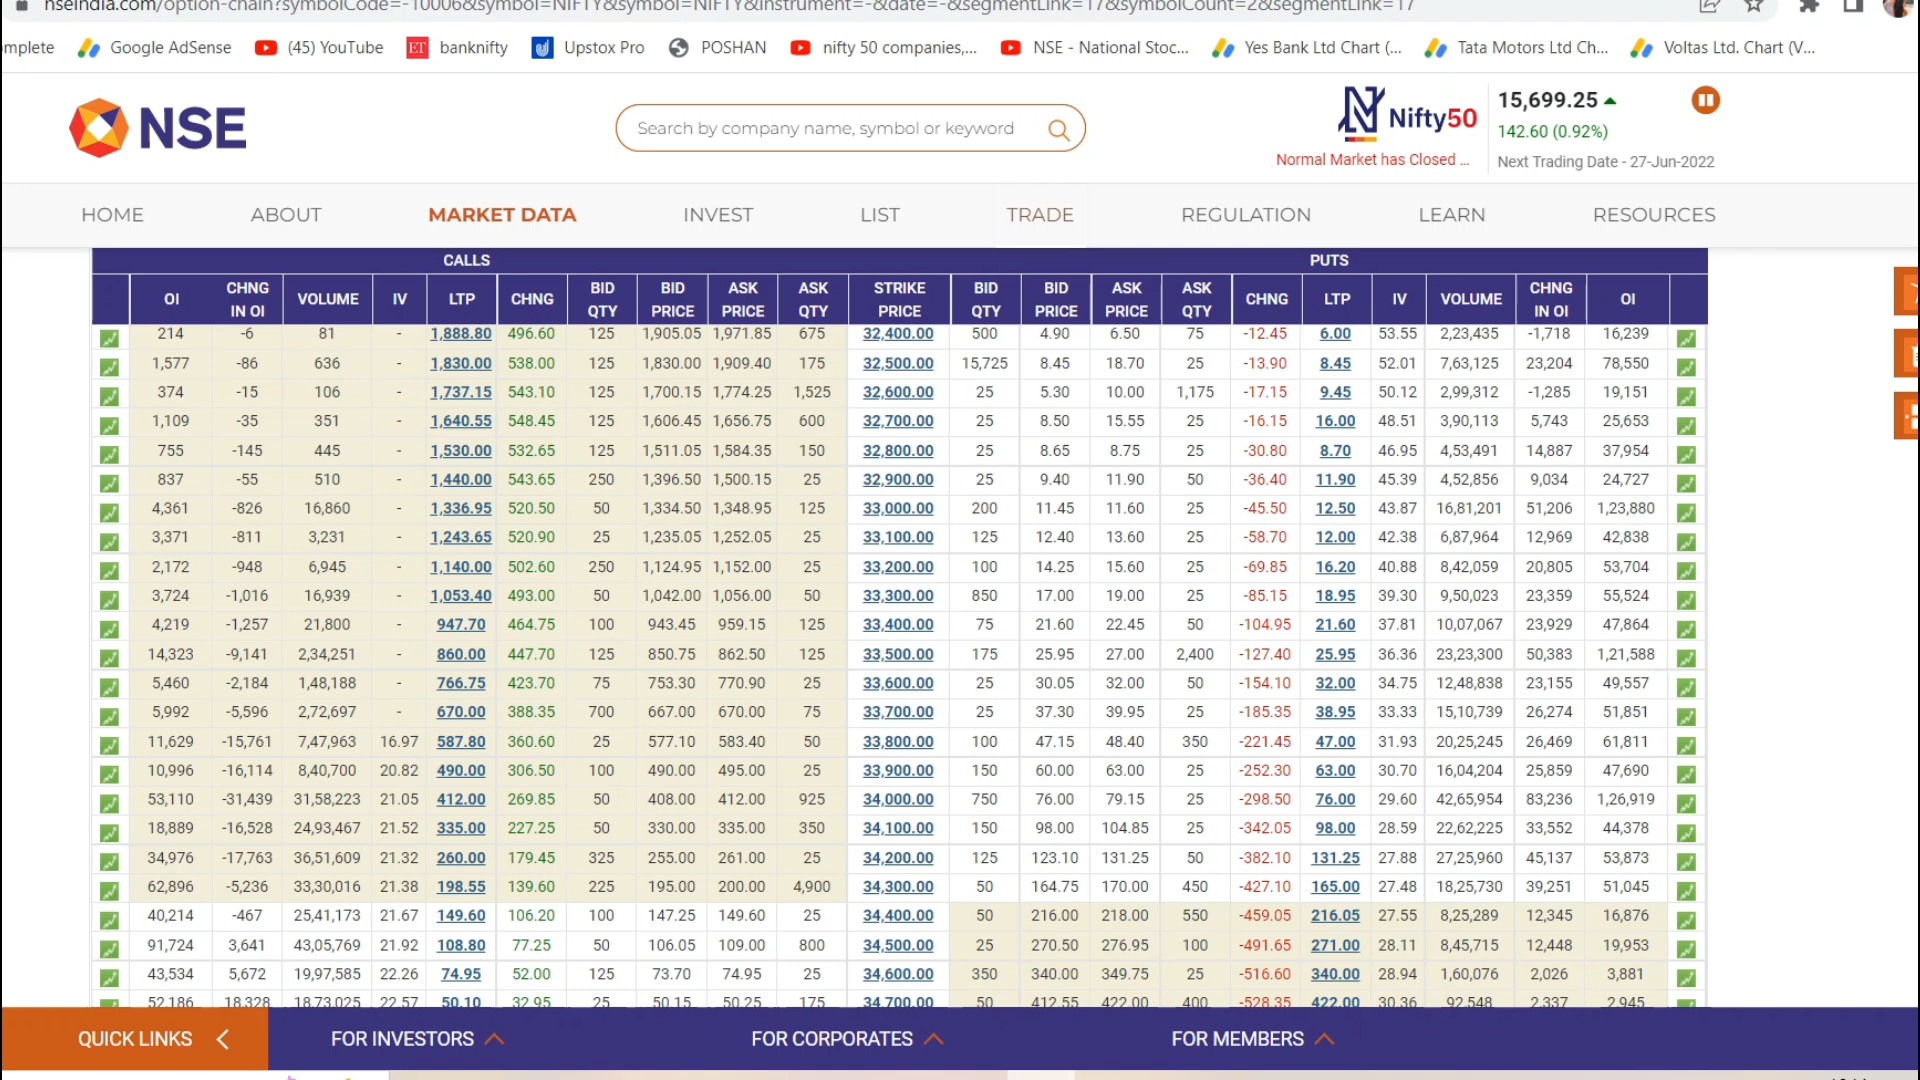 nseindia.com/option-chain?symbolCode=-10006&symbol=NIFTY&symbol=NIFTY&instrument=-&date=-&segmentLink=17&symbolCount=2&segmentLink=17
mplete Google AdSense (45) YouTube ET banknifty Upstox Pro POSHAN nifty 50 companies,... NSE - National Stoc... Yes Bank Ltd Chart (... Tata Motors Ltd Ch... Voltas Ltd. Chart (V...
NSE
Search by company name, symbol or keyword
Nifty50
15,699.25
142.60 (0.92%)
Normal Market has Closed ...
Next Trading Date - 27-Jun-2022
HOME ABOUT MARKET DATA INVEST LIST TRADE REGULATION LEARN RESOURCES
CALLS PUTS
OI CHNG IN OI VOLUME IV LTP CHNG BID QTY BID PRICE ASK PRICE ASK QTY STRIKE PRICE BID QTY BID PRICE ASK PRICE ASK QTY CHNG LTP IV VOLUME CHNG IN OI OI
214 -6 81 - 1,888.80 496.60 125 1,905.05 1,971.85 675 32,400.00 500 4.90 6.50 75 -12.45 6.00 53.55 2,23,435 -1,718 16,239
1,577 -86 636 - 1,830.00 538.00 125 1,830.00 1,909.40 175 32,500.00 15,725 8.45 18.70 25 -13.90 8.45 52.01 7,63,125 23,204 78,550
374 -15 106 - 1,737.15 543.10 125 1,700.15 1,774.25 1,525 32,600.00 25 5.30 10.00 1,175 -17.15 9.45 50.12 2,99,312 -1,285 19,151
1,109 -35 351 - 1,640.55 548.45 125 1,606.45 1,656.75 600 32,700.00 25 8.50 15.55 25 -16.15 16.00 48.51 3,90,113 5,743 25,653
755 -145 445 - 1,530.00 532.65 125 1,511.05 1,584.35 150 32,800.00 25 8.65 8.75 25 -30.80 8.70 46.95 4,53,491 14,887 37,954
837 -55 510 - 1,440.00 543.65 250 1,396.50 1,500.15 25 32,900.00 25 9.40 11.90 50 -36.40 11.90 45.39 4,52,856 9,034 24,727
4,361 -826 16,860 - 1,336.95 520.50 50 1,334.50 1,348.95 125 33,000.00 200 11.45 11.60 25 -45.50 12.50 43.87 16,81,201 51,206 1,23,880
3,371 -811 3,231 - 1,243.65 520.90 25 1,235.05 1,252.05 25 33,100.00 125 12.40 13.60 25 -58.70 12.00 42.38 6,87,964 12,969 42,838
2,172 -948 6,945 - 1,140.00 502.60 250 1,124.95 1,152.00 25 33,200.00 100 14.25 15.60 25 -69.85 16.20 40.88 8,42,059 20,805 53,704
3,724 -1,016 16,939 - 1,053.40 493.00 50 1,042.00 1,056.00 50 33,300.00 850 17.00 19.00 25 -85.15 18.95 39.30 9,50,023 23,359 55,524
4,219 -1,257 21,800 - 947.70 464.75 100 943.45 959.15 125 33,400.00 75 21.60 22.45 50 -104.95 21.60 37.81 10,07,067 23,929 47,864
14,323 -9,141 2,34,251 - 860.00 447.70 125 850.75 862.50 125 33,500.00 175 25.95 27.00 2,400 -127.40 25.95 36.36 23,23,300 50,383 1,21,588
5,460 -2,184 1,48,188 - 766.75 423.70 75 753.30 770.90 25 33,600.00 25 30.05 32.00 50 -154.10 32.00 34.75 12,48,838 23,155 49,557
5,992 -5,596 2,72,697 - 670.00 388.35 700 667.00 670.00 75 33,700.00 25 37.30 39.95 25 -185.35 38.95 33.33 15,10,739 26,274 51,851
11,629 -15,761 7,47,963 16.97 587.80 360.60 25 577.10 583.40 50 33,800.00 100 47.15 48.40 350 -221.45 47.00 31.93 20,25,245 26,469 61,811
10,996 -16,114 8,40,700 20.82 490.00 306.50 100 490.00 495.00 25 33,900.00 150 60.00 63.00 25 -252.30 63.00 30.70 16,04,204 25,859 47,690
53,110 -31,439 31,58,223 21.05 412.00 269.85 50 408.00 412.00 925 34,000.00 750 76.00 79.15 25 -298.50 76.00 29.60 42,65,954 83,236 1,26,919
18,889 -16,528 24,93,467 21.52 335.00 227.25 50 330.00 335.00 350 34,100.00 150 98.00 104.85 25 -342.05 98.00 28.59 22,62,225 33,552 44,378
34,976 -17,763 36,51,609 21.32 260.00 179.45 325 255.00 261.00 25 34,200.00 125 123.10 131.25 50 -382.10 131.25 27.88 27,25,960 45,137 53,873
62,896 -5,236 33,30,016 21.38 198.55 139.60 225 195.00 200.00 4,900 34,300.00 50 164.75 170.00 450 -427.10 165.00 27.48 18,25,730 39,251 51,045
40,214 -467 25,41,173 21.67 149.60 106.20 100 147.25 149.60 25 34,400.00 50 216.00 218.00 550 -459.05 216.05 27.55 8,25,289 12,345 16,876
91,724 3,641 43,05,769 21.92 108.80 77.25 50 106.05 109.00 800 34,500.00 25 270.50 276.95 100 -491.65 271.00 28.11 8,45,715 12,448 19,953
43,534 5,672 19,97,585 22.26 74.95 52.00 125 73.70 74.95 25 34,600.00 350 340.00 349.75 25 -516.60 340.00 28.94 1,60,076 2,026 3,881
52,186 18,328 18,73,025 22.57 50.10 32.95 25 50.15 50.25 175 34,700.00 50 412.55 422.00 400 -528.35 422.00 30.36 92,548 2,337 2,945
QUICK LINKS FOR INVESTORS FOR CORPORATES FOR MEMBERS